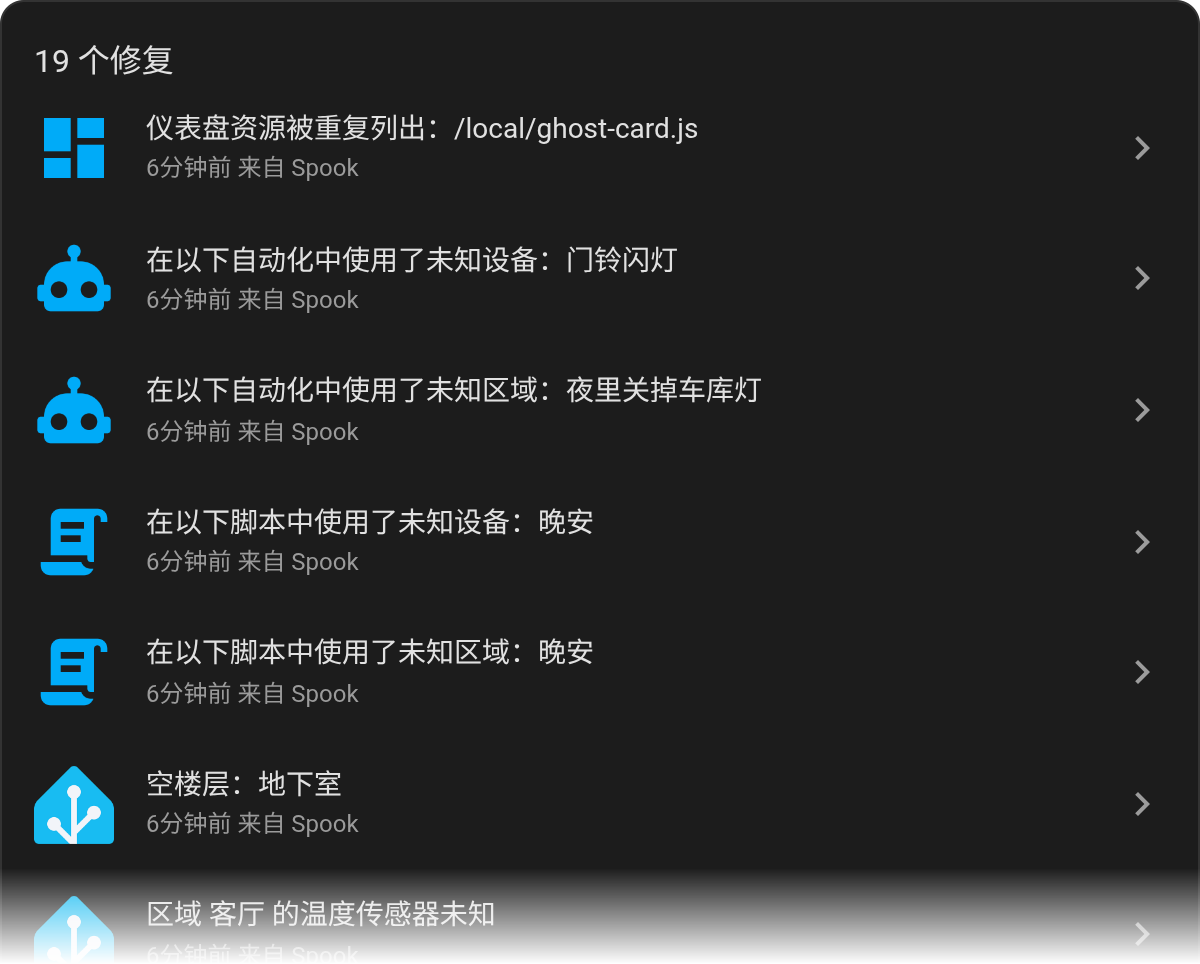 19 个修复
仪表盘资源被重复列出：/local/ghost-card.js
6分钟前 来自 Spook
在以下自动化中使用了未知设备：门铃闪灯
6分钟前 来自 Spook
在以下自动化中使用了未知区域：夜里关掉车库灯
6分钟前 来自 Spook
在以下脚本中使用了未知设备：晚安
6分钟前 来自 Spook
在以下脚本中使用了未知区域：晚安
6分钟前 来自 Spook
空楼层：地下室
6分钟前 来自 Spook
区域 客厅 的温度传感器未知
6分钟前 来自 Spook